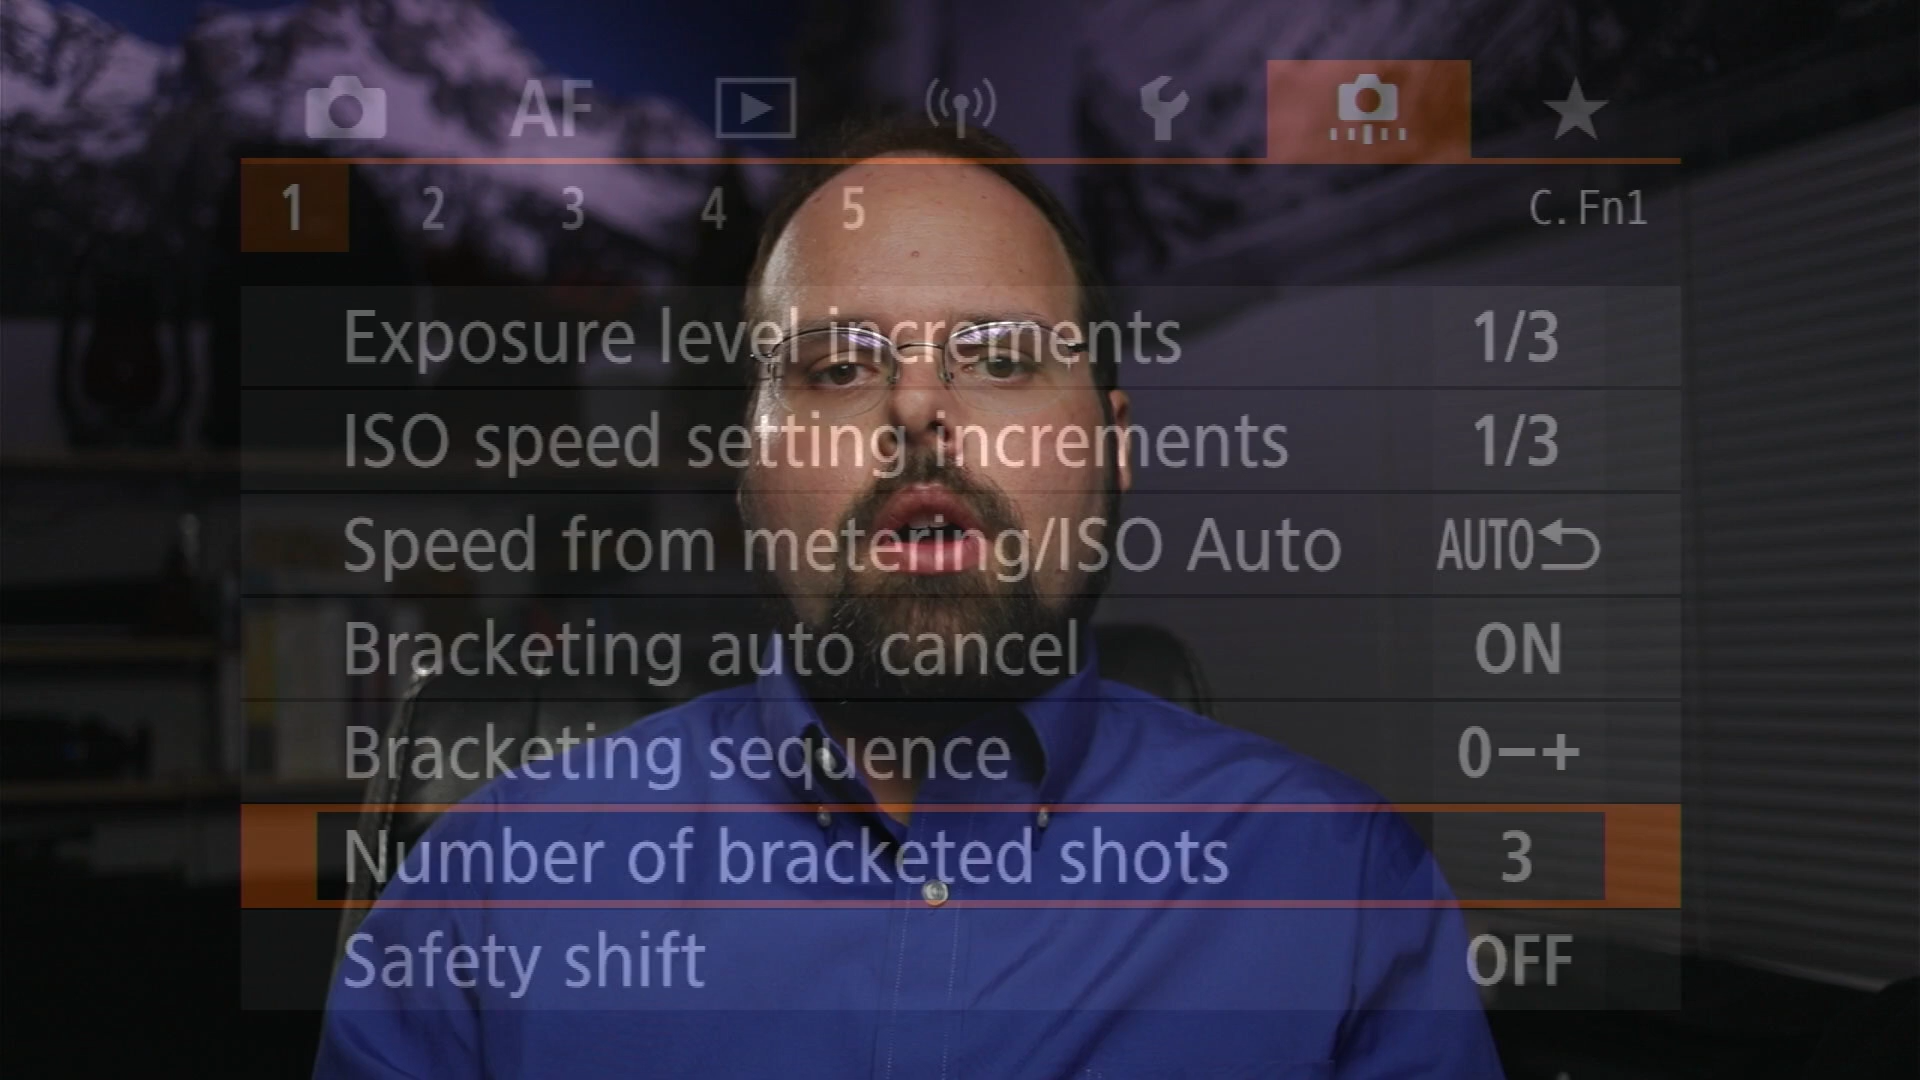 AF
1 2 3 4 5 C.Fn1
Exposure level increments 1/3
ISO speed setting increments 1/3
Speed from metering/ISO Auto AUTO
Bracketing auto cancel ON
Bracketing sequence 0−+
Number of bracketed shots 3
Safety shift OFF